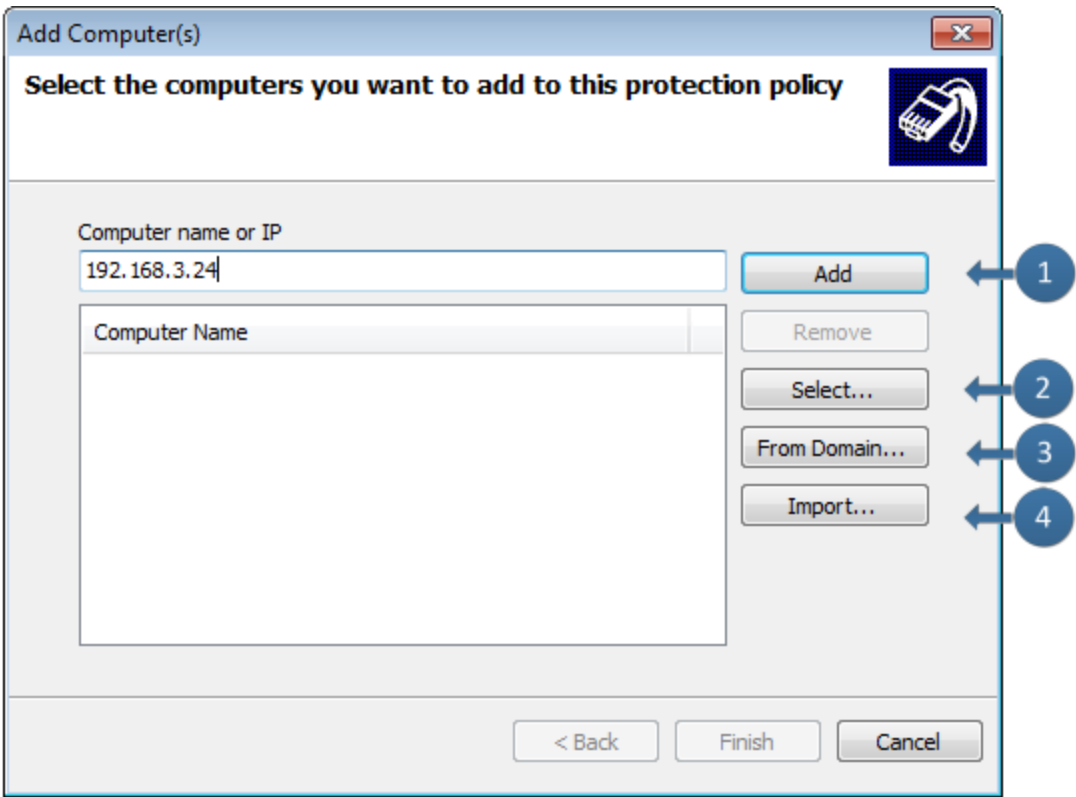 Add Computer(s)
Select the computers you want to add to this protection policy
Computer name or IP
192.168.3.24
Add
1
Computer Name
Remove
Select...
2
From Domain...
3
Import...
4
< Back
Finish
Cancel